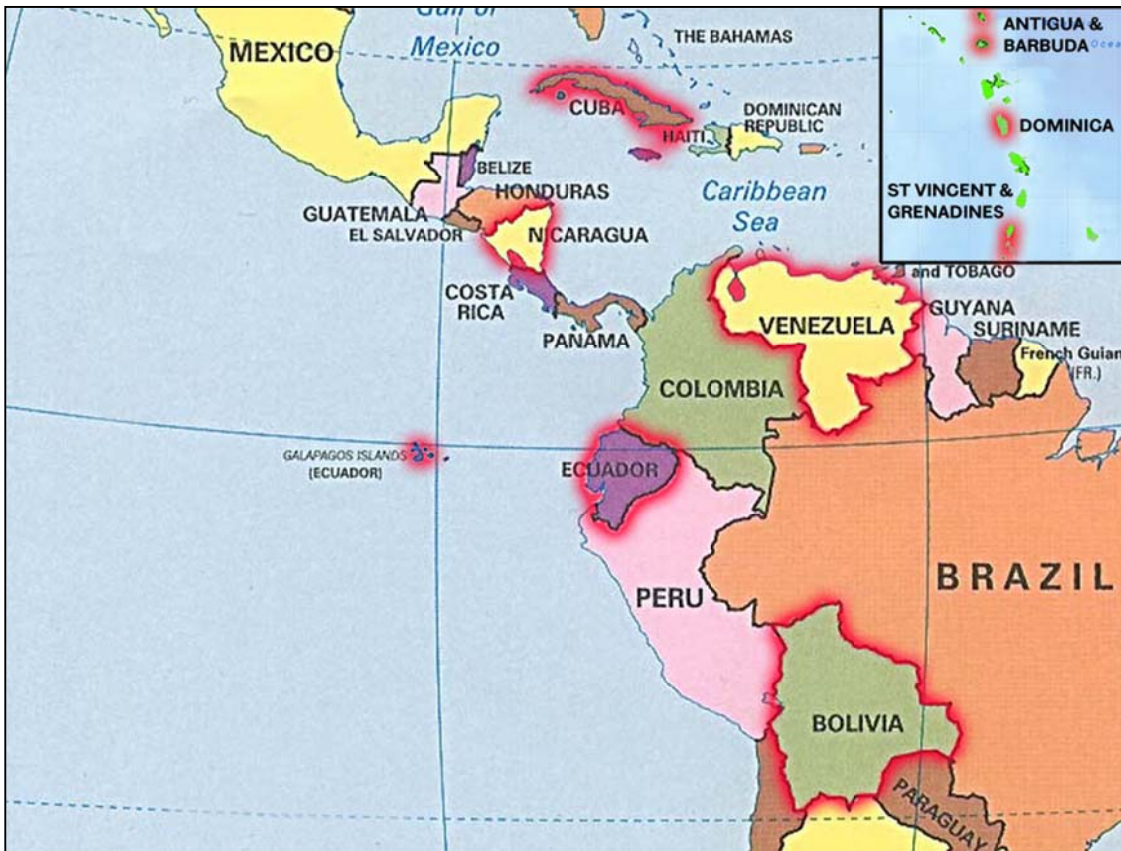 Gulf of
Mexico
MEXICO
THE BAHAMAS
CUBA
HAITI
DOMINICAN
REPUBLIC
BELIZE
HONDURAS
GUATEMALA
EL SALVADOR
NICARAGUA
Caribbean
Sea
COSTA
RICA
PANAMA
VENEZUELA
and TOBAGO
GUYANA
SURINAME
French Guian
(FR.)
COLOMBIA
GALAPAGOS ISLANDS
(ECUADOR)
ECUADOR
PERU
BRAZIL
BOLIVIA
PARAGUAY
ANTIGUA &
BARBUDA Ocea
DOMINICA
ST VINCENT &
GRENADINES